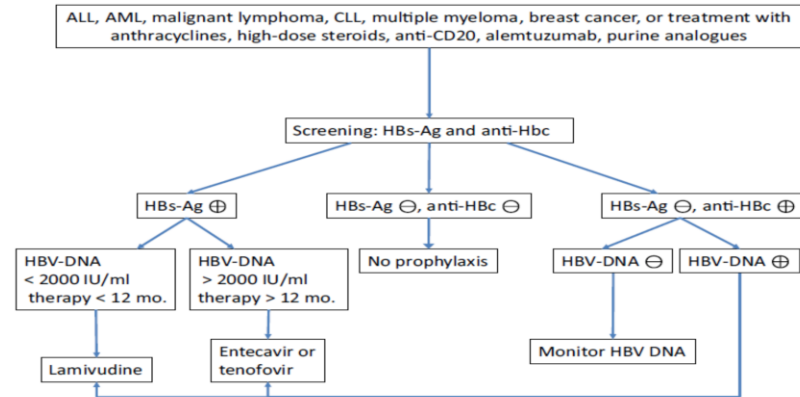 ALL, AML, malignant lymphoma, CLL, multiple myeloma, breast cancer, or treatment with
anthracyclines, high-dose steroids, anti-CD20, alemtuzumab, purine analogues
Screening: HBs-Ag and anti-Hbc
HBs-Ag ⊕
HBs-Ag ⊖, anti-HBc ⊖
HBs-Ag ⊖, anti-HBc ⊕
HBV-DNA
< 2000 IU/ml
therapy < 12 mo.
HBV-DNA
> 2000 IU/ml
therapy > 12 mo.
No prophylaxis
HBV-DNA ⊖
HBV-DNA ⊕
Lamivudine
Entecavir or
tenofovir
Monitor HBV DNA